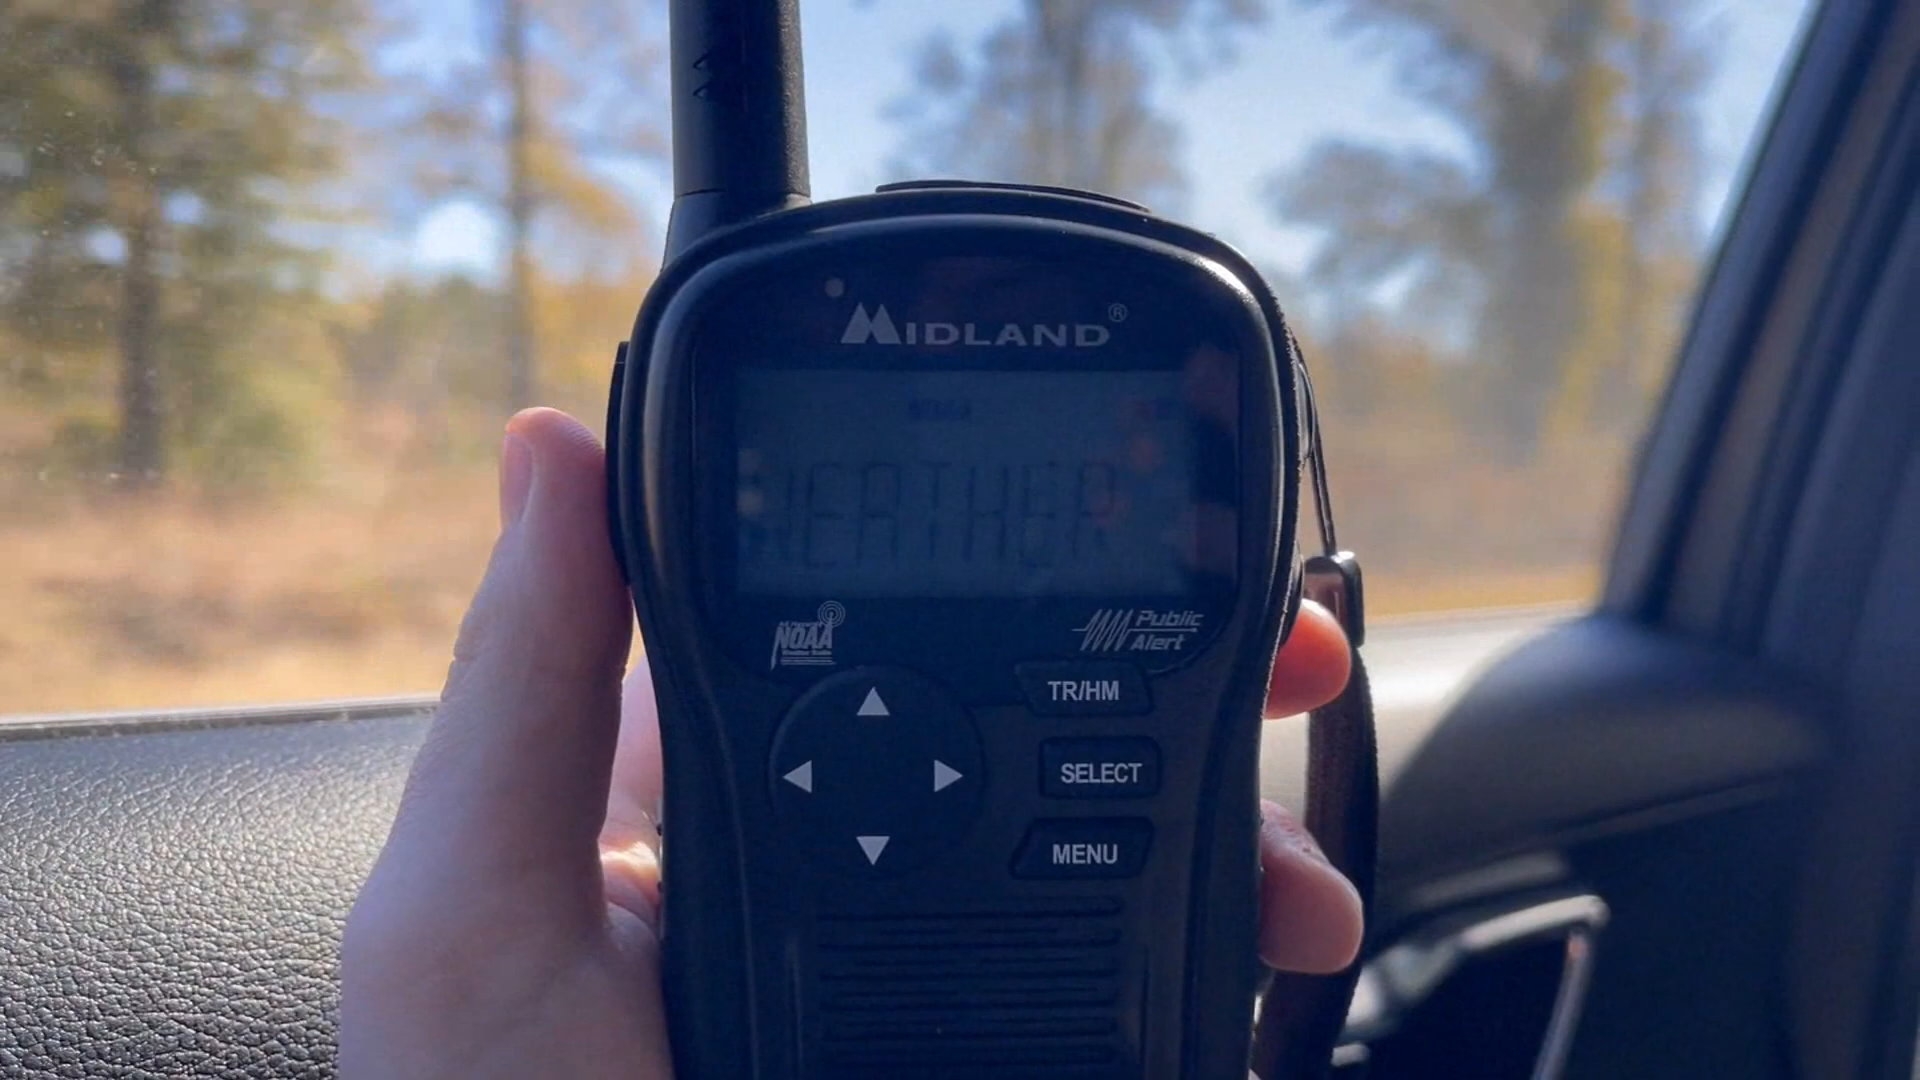 MIDLAND®
WEATHER
NOAA
Public
Alert
TR/HM
SELECT
MENU